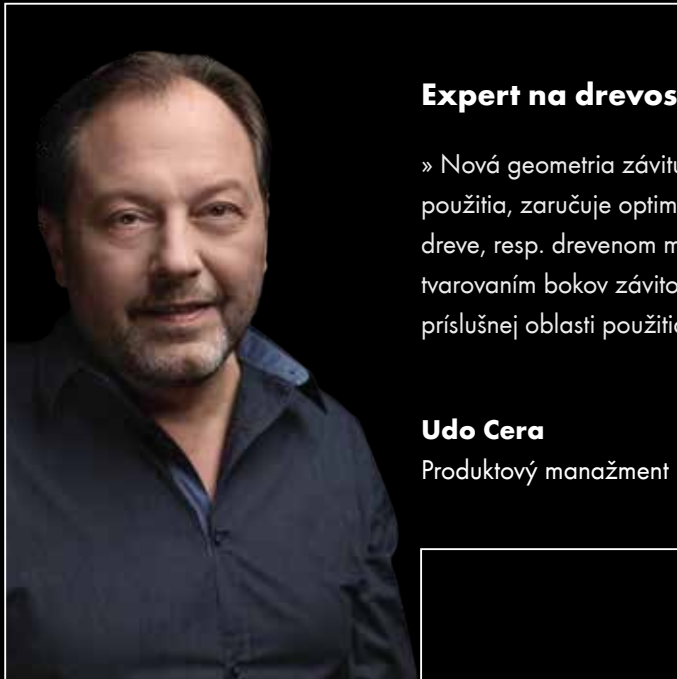 Expert na drevos
» Nová geometria závitu
použitia, zaručuje optim
dreve, resp. drevenom m
tvarovaním bokov závito
príslušnej oblasti použitia
Udo Cera
Produktový manažment